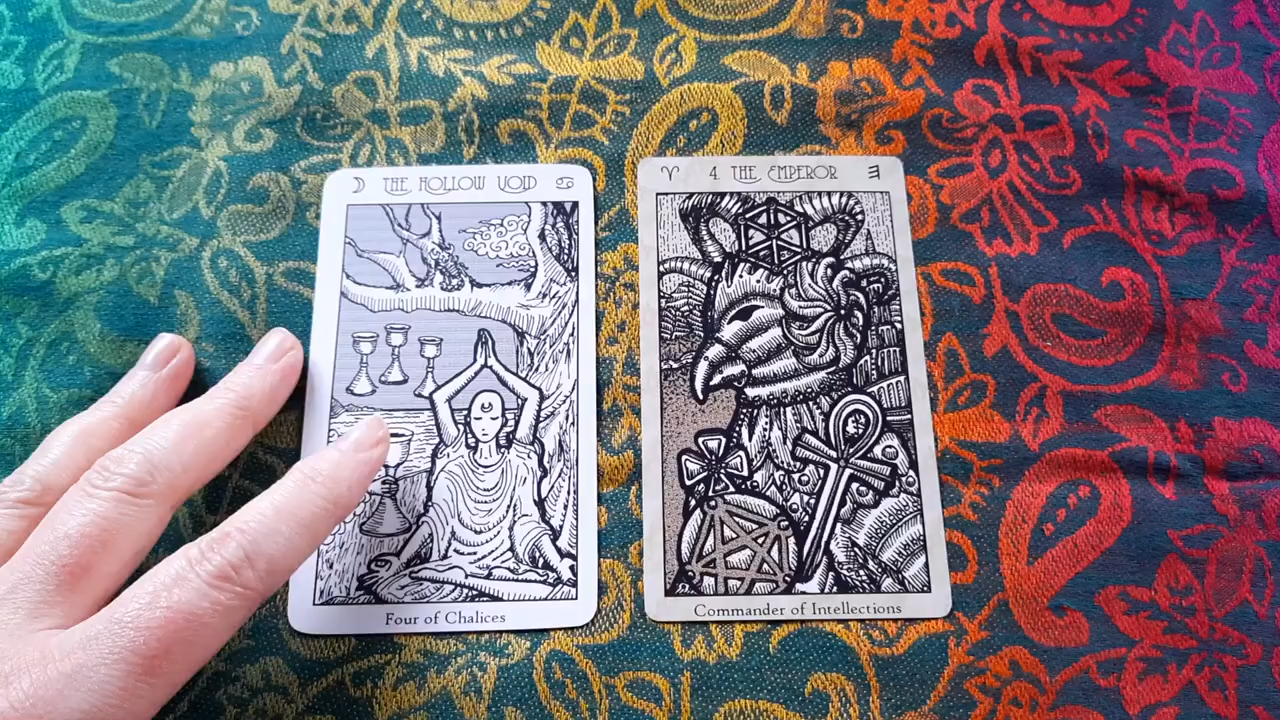 THE HOLLOW VOID
Four of Chalices
4. THE EMPEROR
Commander of Intellections